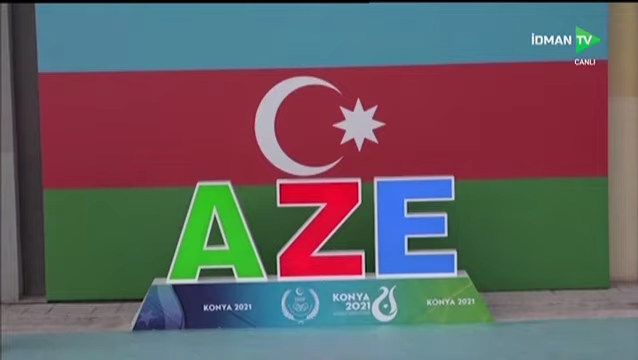 İDMAN TV
CANLI
AZE
KONYA 2021
KONYA
2021
KONYA 2021